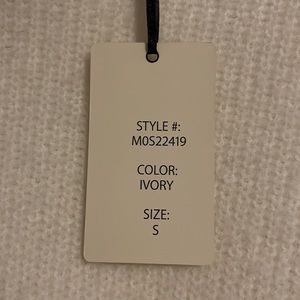 STYLE #:
M0S22419
COLOR:
IVORY
SIZE:
S